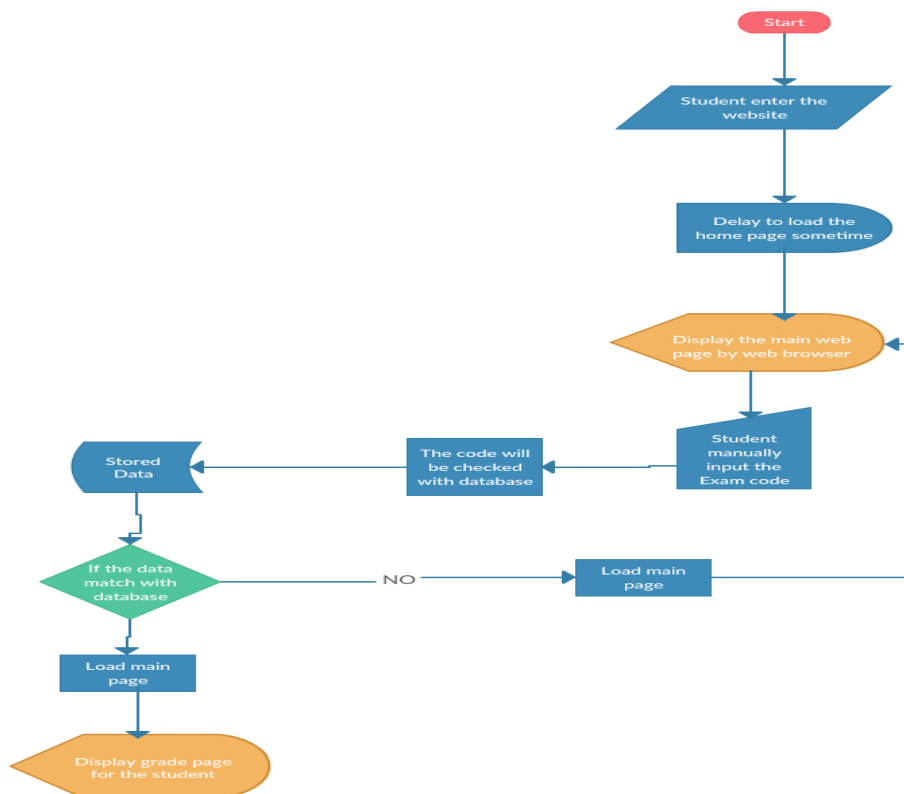 Start
Student enter the
website
Delay to load the
home page sometime
Display the main web
page by web browser
Student
manually
input the
Exam code
The code will
be checked
with database
Stored
Data
If the data
match with
database
NO
Load main
page
Load main
page
Display grade page
for the student